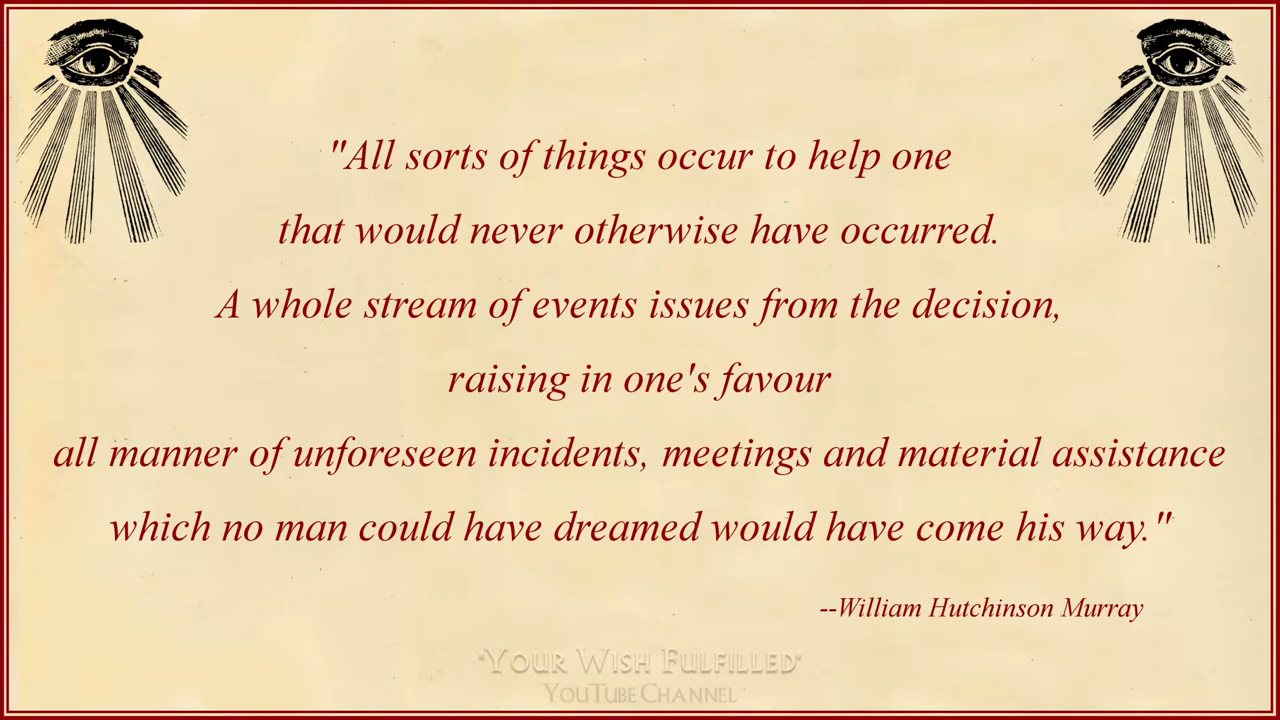 "All sorts of things occur to help one
that would never otherwise have occurred.
A whole stream of events issues from the decision,
raising in one's favour
all manner of unforeseen incidents, meetings and material assistance
which no man could have dreamed would have come his way."
--William Hutchinson Murray
"Your Wish Fulfilled"
YouTube Channel